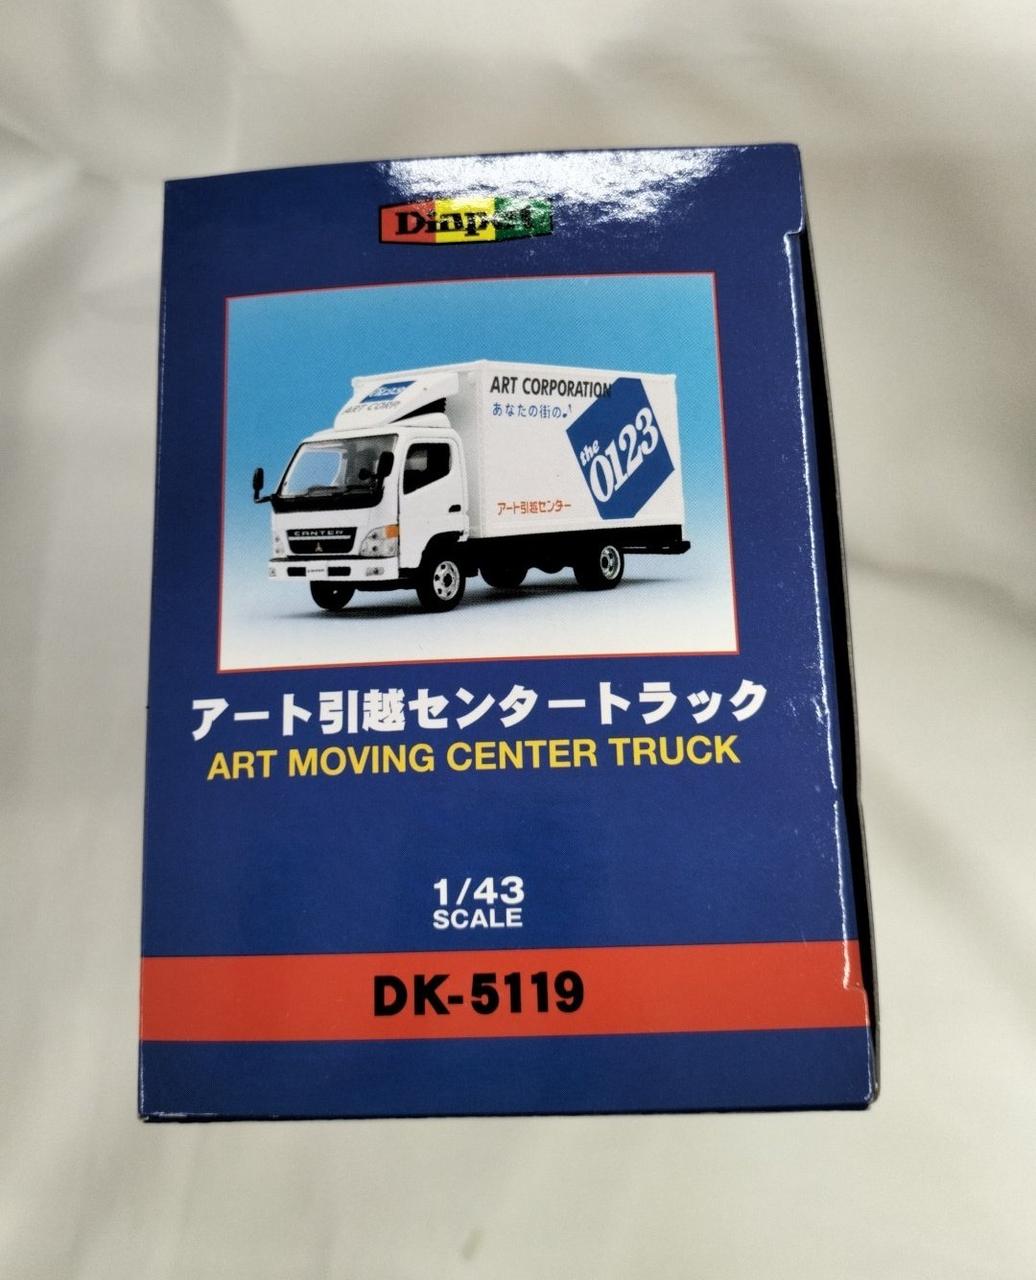 Diapet
ART CORPORATION
あなたの街の
the 0123
アート引越センター
CANTER
アート引越センタートラック
ART MOVING CENTER TRUCK
1/43
SCALE
DK-5119